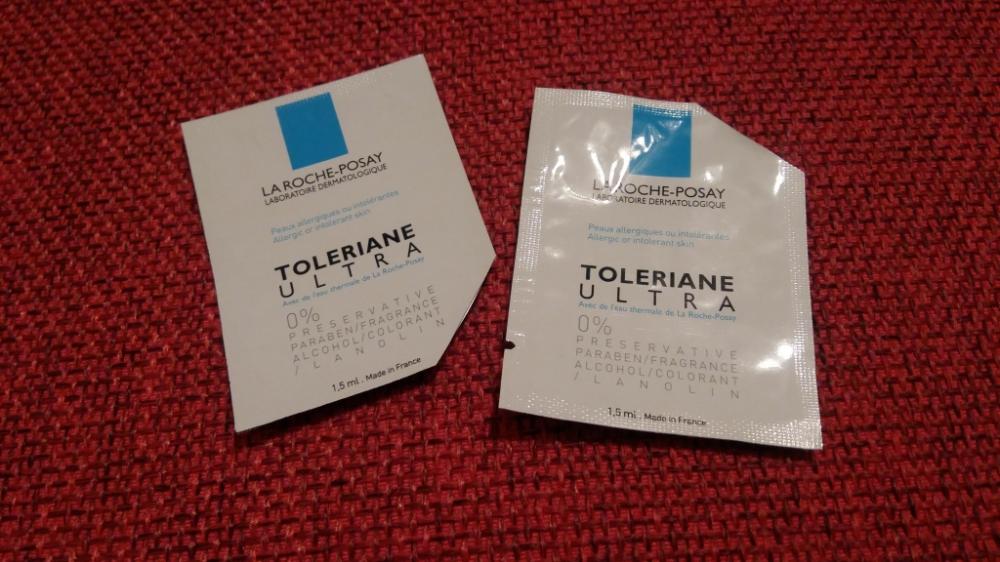 LA ROCHE-POSAY
LABORATOIRE DERMATOLOGIQUE
Peaux allergiques ou intolérantes
Allergic or intolerant skin
TOLERIANE
ULTRA
Avec de l'eau thermale de La Roche-Posay
0%
PRESERVATIVE
PARABEN/FRAGRANCE
ALCOHOL/COLORANT
/LANOLIN
1,5 ml . Made in France
LA ROCHE-POSAY
LABORATOIRE DERMATOLOGIQUE
Peaux allergiques ou intolérantes
Allergic or intolerant skin
TOLERIANE
ULTRA
Avec de l'eau thermale de La Roche-Posay
0%
PRESERVATIVE
PARABEN/FRAGRANCE
ALCOHOL/COLORANT
/LANOLIN
1,5 ml . Made in France